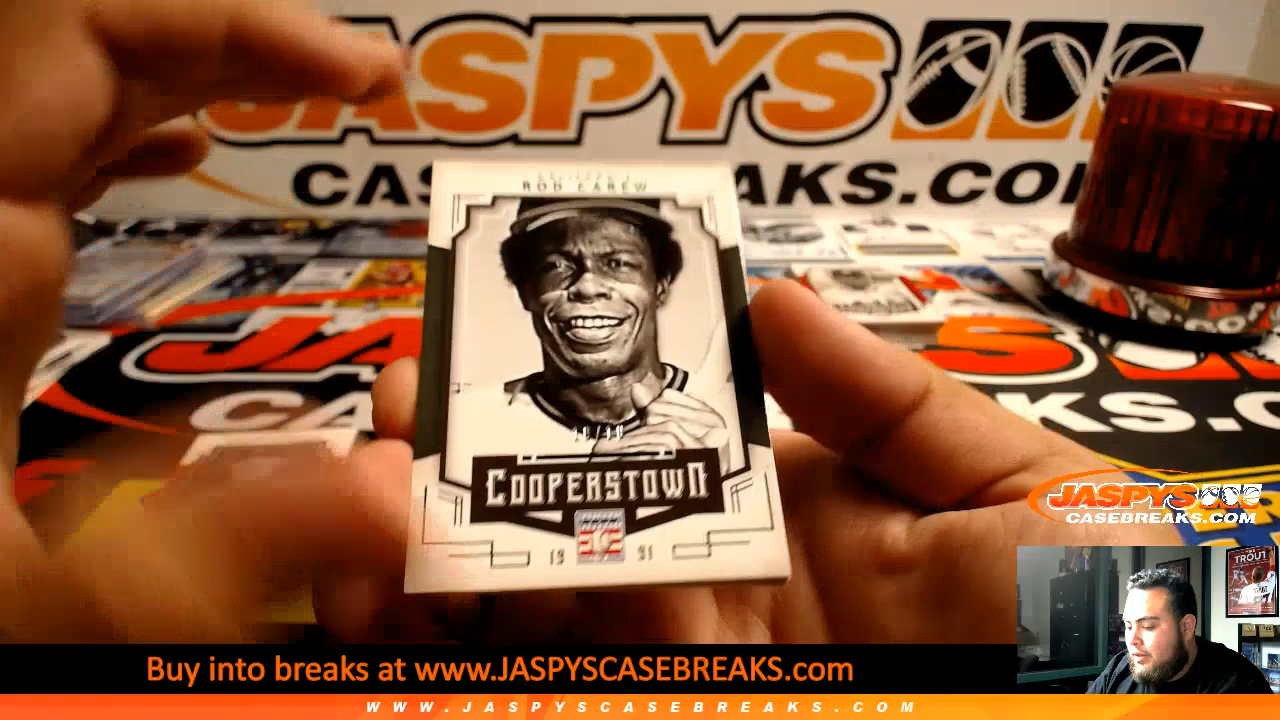 JASPYS
CASEBREAKS.COM
ROD CAREW
COOPERSTOWN
19 91
JASPYS
CASEBREAKS.COM
TROUT
Buy into breaks at www.JASPYSCASEBREAKS.com
WWW.JASPYSCASEBREAKS.COM